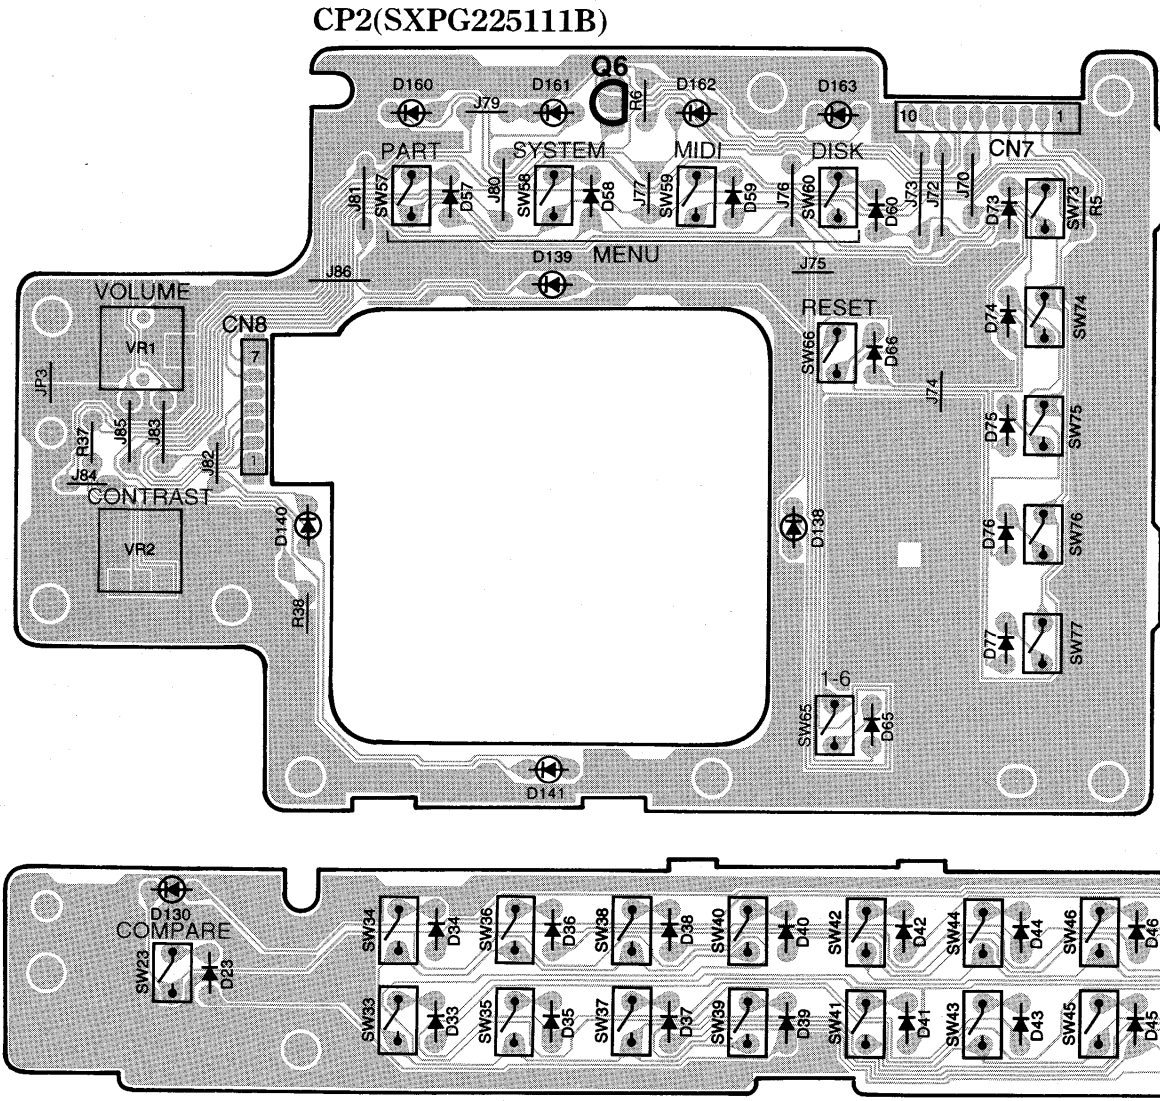 CP2(SXPG225111B)
Q6
D160
D161
D162
D163
J79
R6
10
1
CN7
PART
SYSTEM
MIDI
DISK
J81
SW57
D57
J80
SW58
D58
J77
SW59
D59
J76
SW60
D60
J73
J72
J70
D73
SW73
R5
MENU
D139
J75
J86
VOLUME
VR1
CN8
7
1
RESET
SW66
D66
J74
D74
SW74
JP3
R37
J85
J83
J82
J84
D75
SW75
CONTRAST
VR2
D140
R38
D138
D76
SW76
D77
SW77
1-6
SW65
D65
D141
D130
COMPARE
SW23
D23
SW34
D34
SW36
D36
SW38
D38
SW40
D40
SW42
D42
SW44
D44
SW46
D46
SW33
D33
SW35
D35
SW37
D37
SW39
D39
SW41
D41
SW43
D43
SW45
D45